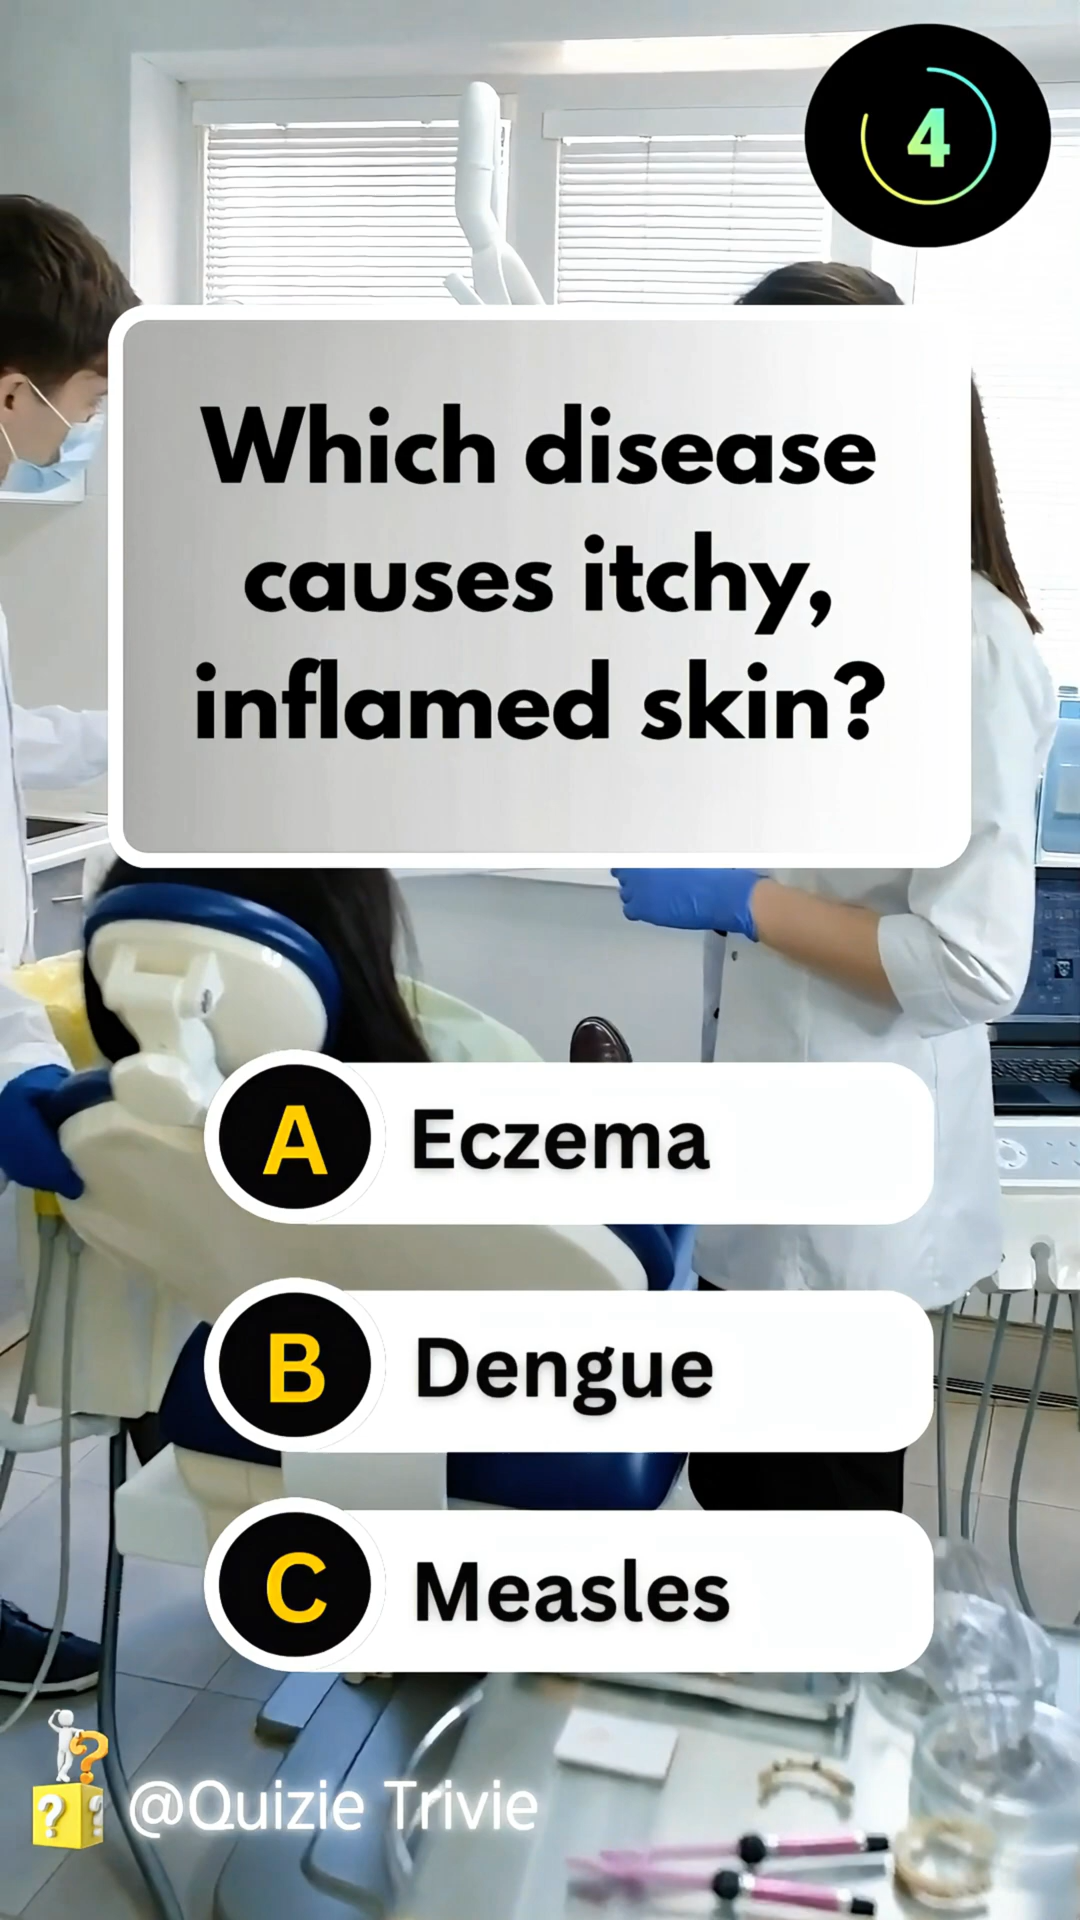 4
Which disease
causes itchy,
inflamed skin?
A Eczema
B Dengue
C Measles
? ? ?
@Quizie Trivie